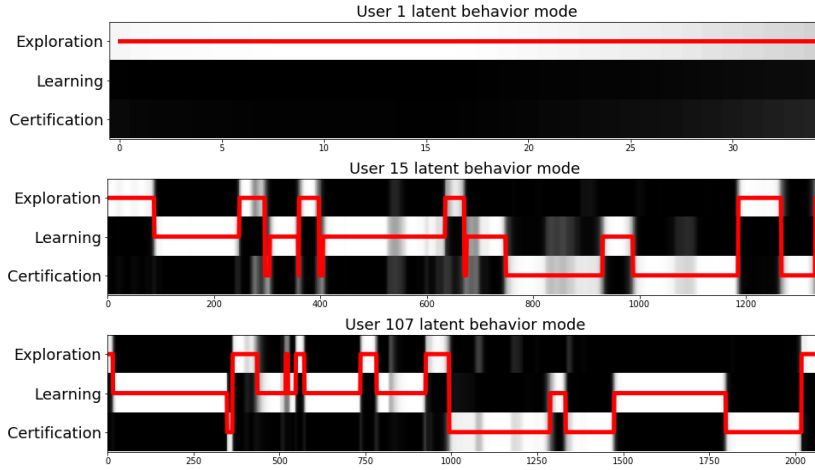 User 1 latent behavior mode
Exploration
Learning
Certification
0 5 10 15 20 25 30
User 15 latent behavior mode
Exploration
Learning
Certification
0 200 400 600 800 1000 1200
User 107 latent behavior mode
Exploration
Learning
Certification
0 250 500 750 1000 1250 1500 1750 2000